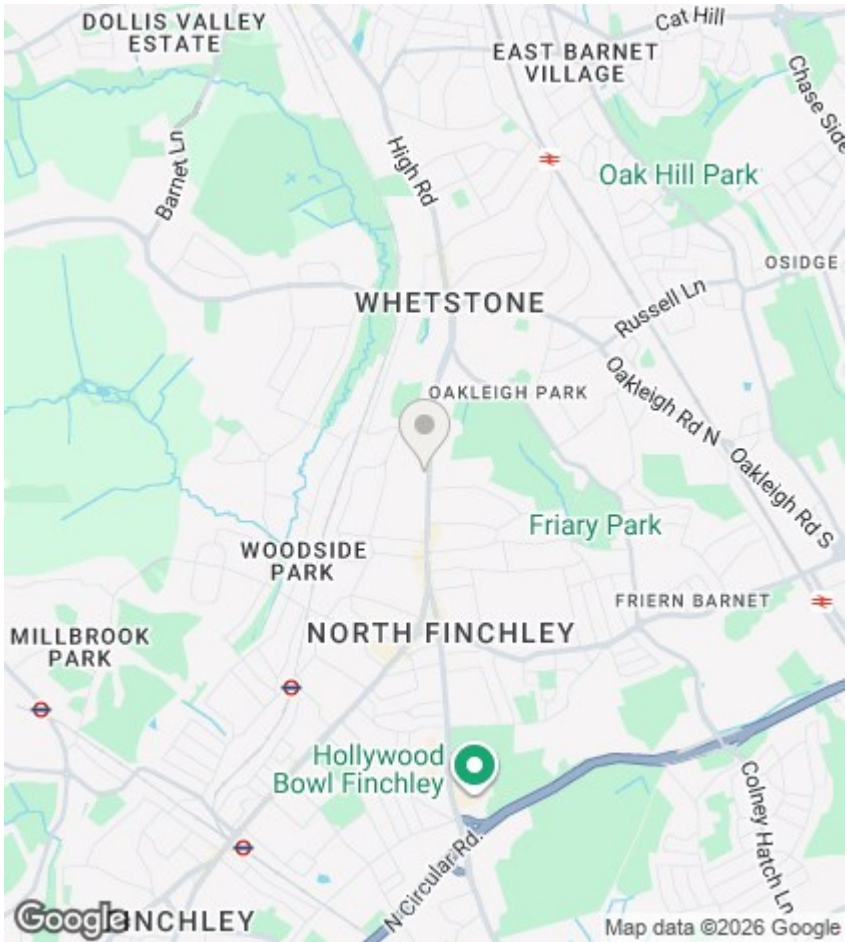 DOLLIS VALLEY
ESTATE
Cat Hill
EAST BARNET
VILLAGE
Chase Side
High Rd
Barnet Ln
Oak Hill Park
OSIDGE
WHETSTONE
Russell Ln
OAKLEIGH PARK
Oakleigh Rd N
Oakleigh Rd S
Friary Park
WOODSIDE
PARK
FRIERN BARNET
MILLBROOK
PARK
NORTH FINCHLEY
Hollywood
Bowl Finchley
Colney Hatch Ln
N Circular Rd.
Google
FINCHLEY
Map data ©2026 Google